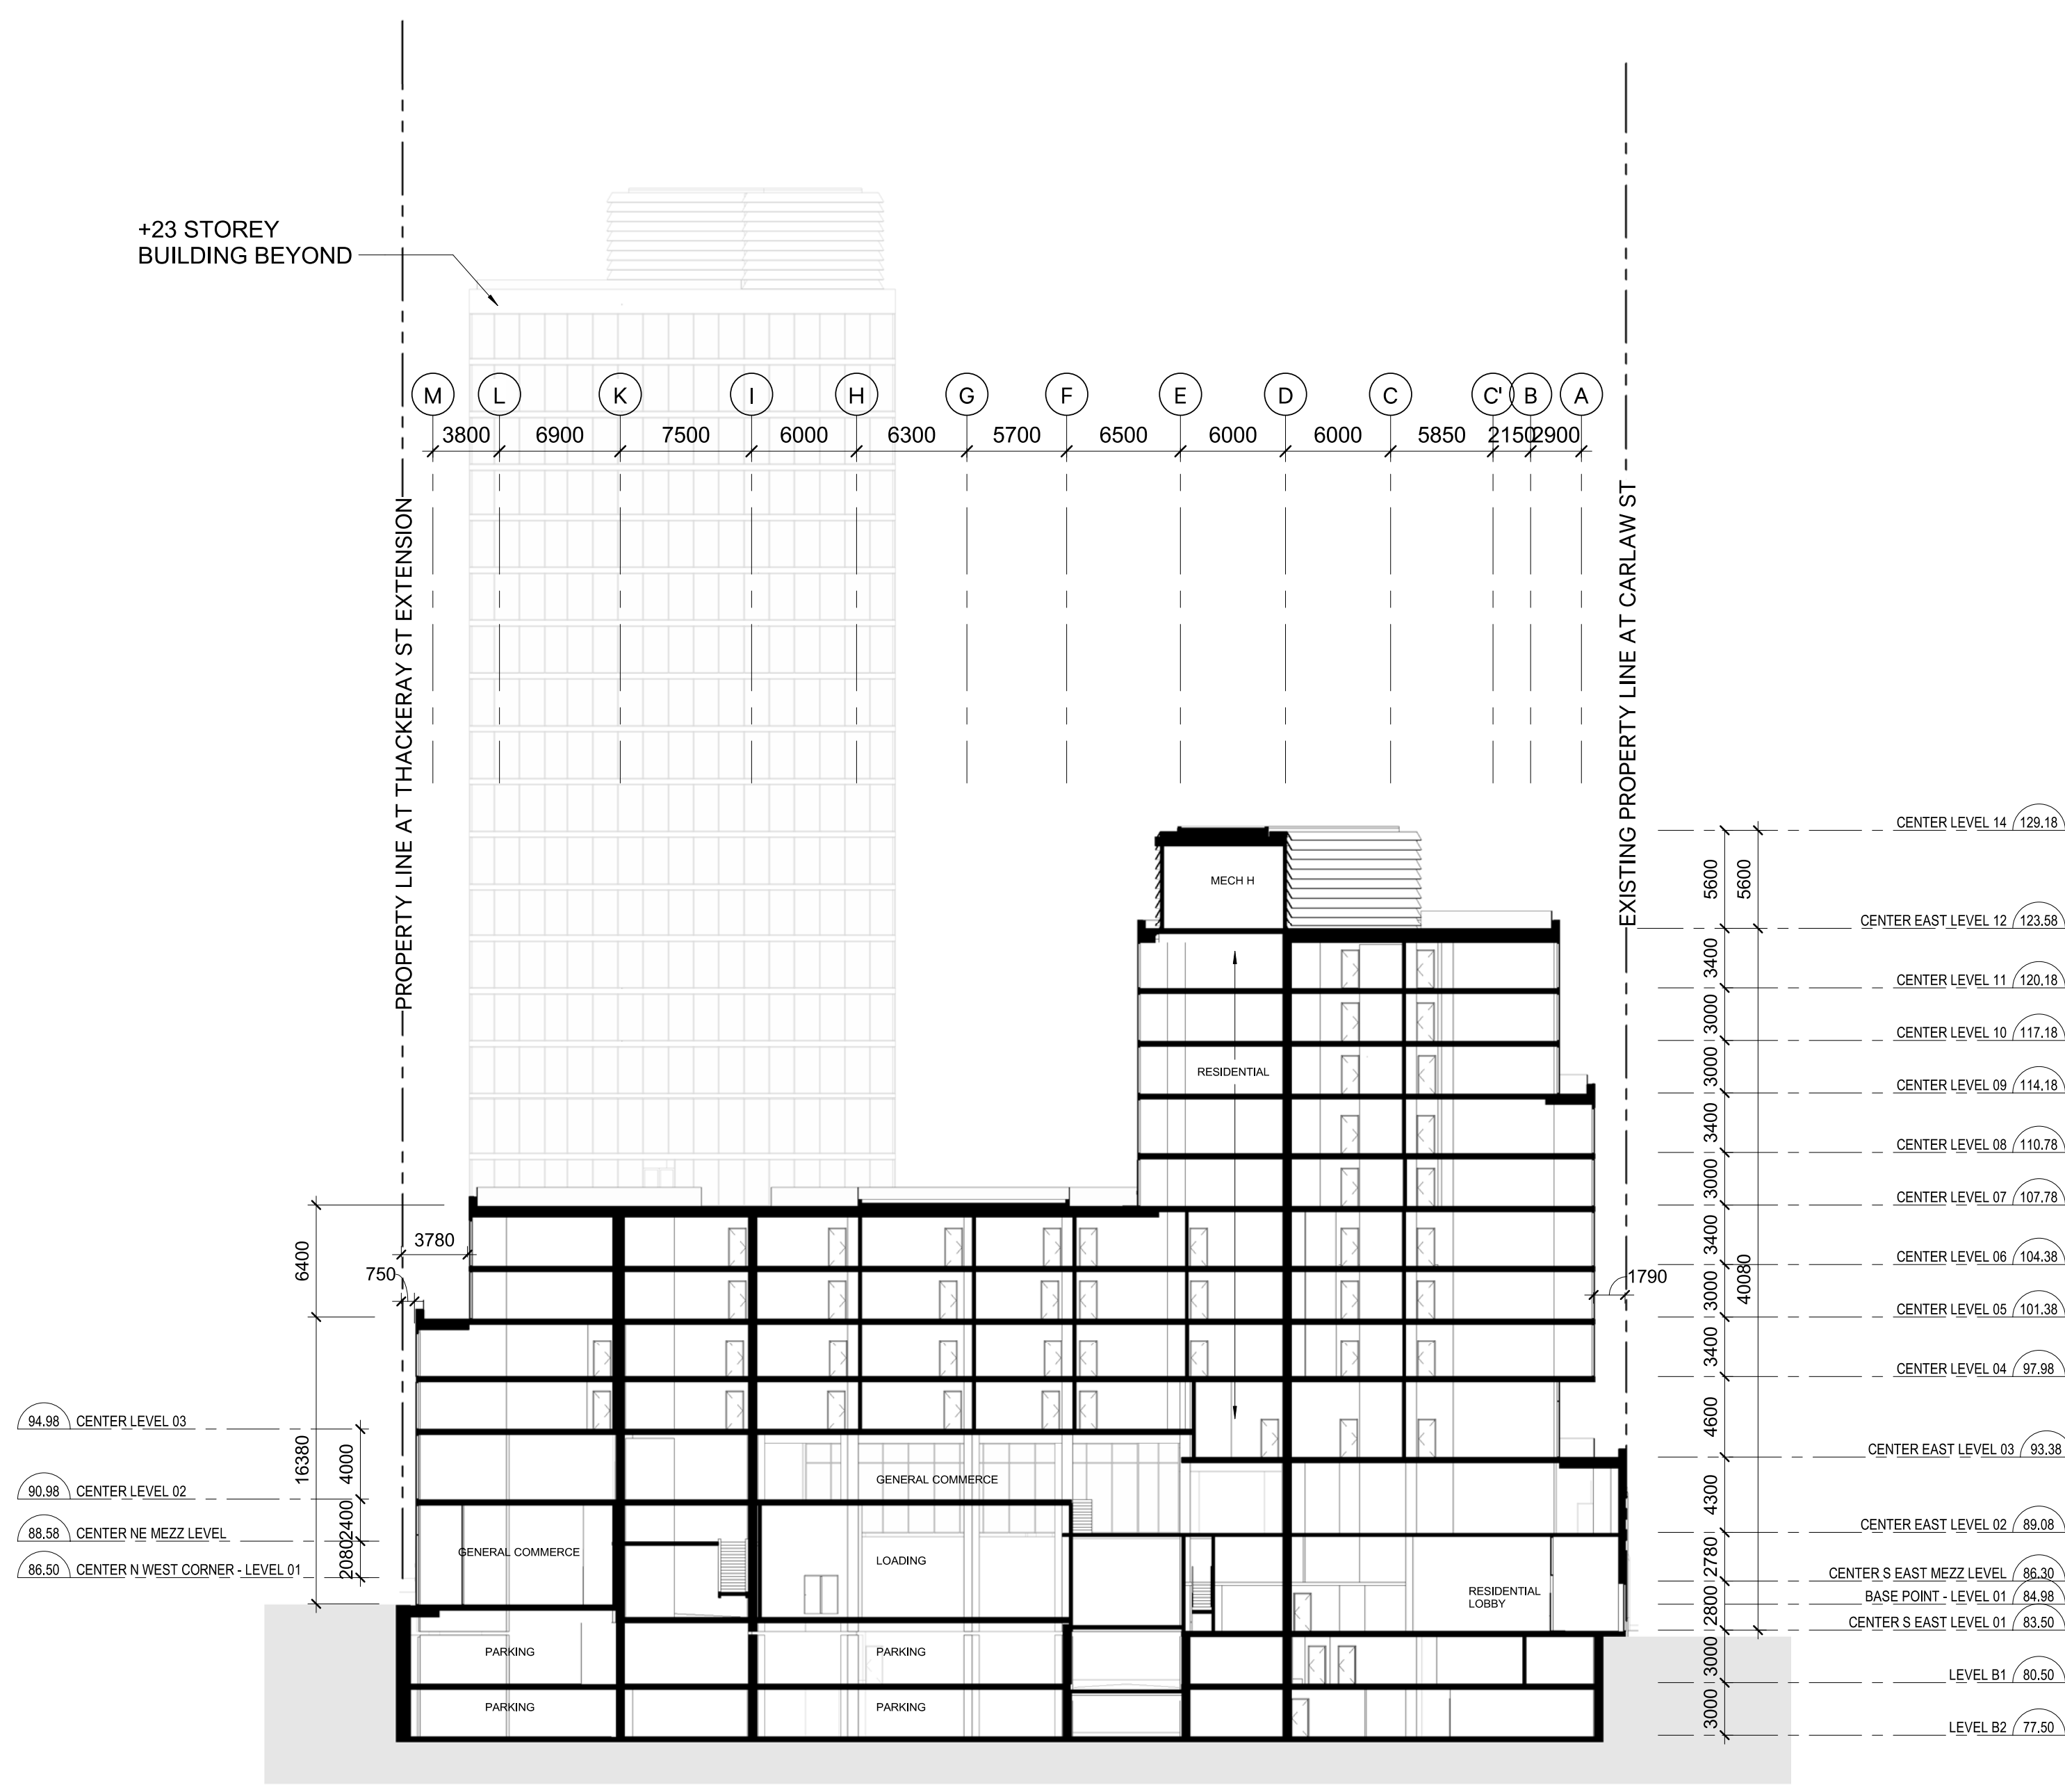 +23 STOREY
BUILDING BEYOND
M L K I H G F E D C C' B A
3800 6900 7500 6000 6300 5700 6500 6000 6000 5850 2150 2900
PROPERTY LINE AT THACKERAY ST EXTENSION
EXISTING PROPERTY LINE AT CARLAW ST
CENTER LEVEL 14 129.18
5600 5600
MECH H
CENTER EAST LEVEL 12 123.58
3400
CENTER LEVEL 11 120.18
3000
CENTER LEVEL 10 117.18
3000
RESIDENTIAL
CENTER LEVEL 09 114.18
3400
CENTER LEVEL 08 110.78
3000
CENTER LEVEL 07 107.78
3400
3780
6400
CENTER LEVEL 06 104.38
750
1790
3000
40080
CENTER LEVEL 05 101.38
3400
CENTER LEVEL 04 97.98
4600
94.98 CENTER LEVEL 03
CENTER EAST LEVEL 03 93.38
16380
4000
GENERAL COMMERCE
90.98 CENTER LEVEL 02
4300
2400
CENTER EAST LEVEL 02 89.08
88.58 CENTER NE MEZZ LEVEL
GENERAL COMMERCE
LOADING
2780
2080
86.50 CENTER N WEST CORNER - LEVEL 01
CENTER S EAST MEZZ LEVEL 86.30
RESIDENTIAL
LOBBY
BASE POINT - LEVEL 01 84.98
2800
CENTER S EAST LEVEL 01 83.50
PARKING PARKING
3000
LEVEL B1 80.50
PARKING PARKING
3000
LEVEL B2 77.50